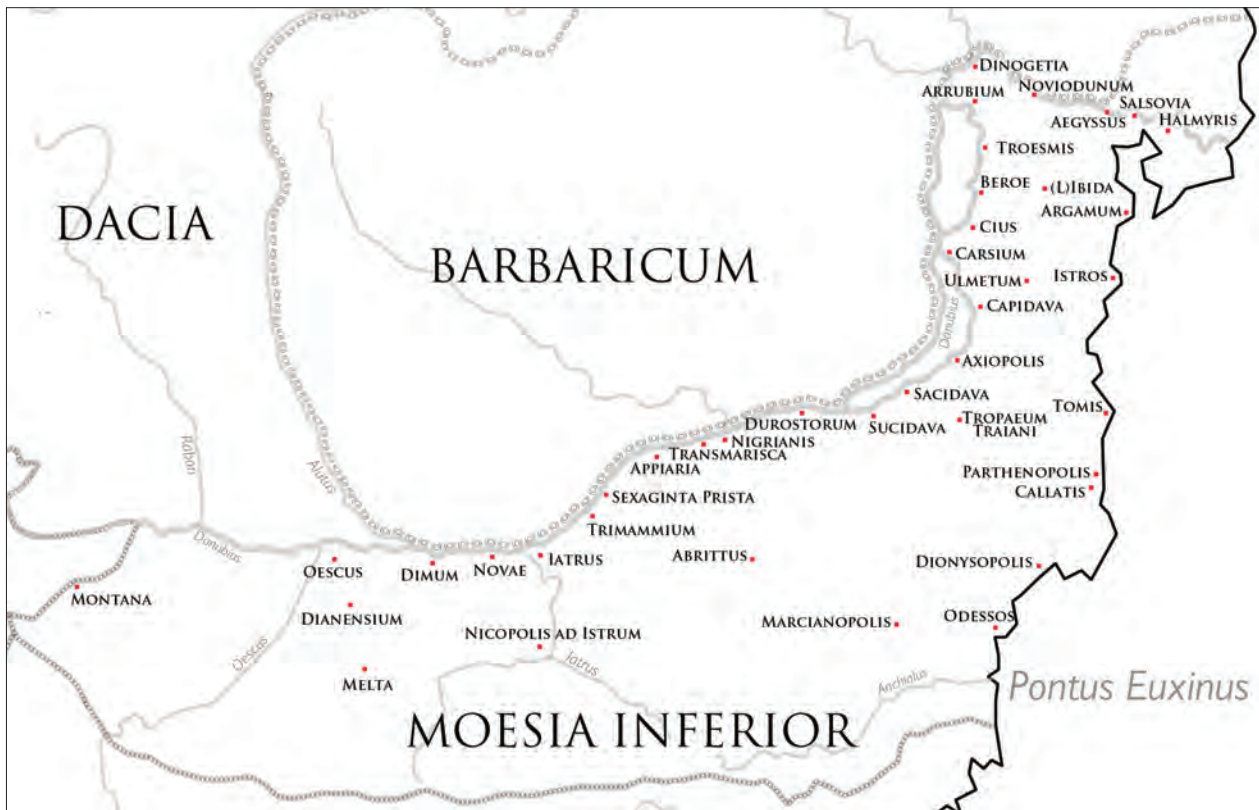 DINOGETIA
ARRUBIUM
NOVIODUNUM
SALSOVIA
AEGYSSUS
HALMYRIS
TROESMIS
BEROE
(L)IBIDA
DACIA
ARGAMUM
CIUS
BARBARICUM
CARSIUM
ULMETUM
ISTROS
CAPIDAVA
Danubius
AXIOPOLIS
SACIDAVA
TOMIS
DUROSTORUM
SUCIDAVA
TROPAEUM
TRAIANI
NIGRIANIS
TRANSMARISCA
APPIARIA
Rabon
Alutus
PARTHENOPOLIS
CALLATIS
SEXAGINTA PRISTA
TRIMAMMIUM
Danubius
OESCUS
DIMUM
NOVAE
IATRUS
ABRITTUS
DIONYSOPOLIS
MONTANA
DIANENSIUM
MARCIANOPOLIS
ODESSOS
NICOPOLIS AD ISTRUM
Oescas
Jatrus
MELTA
Anchialus
Pontus Euxinus
MOESIA INFERIOR